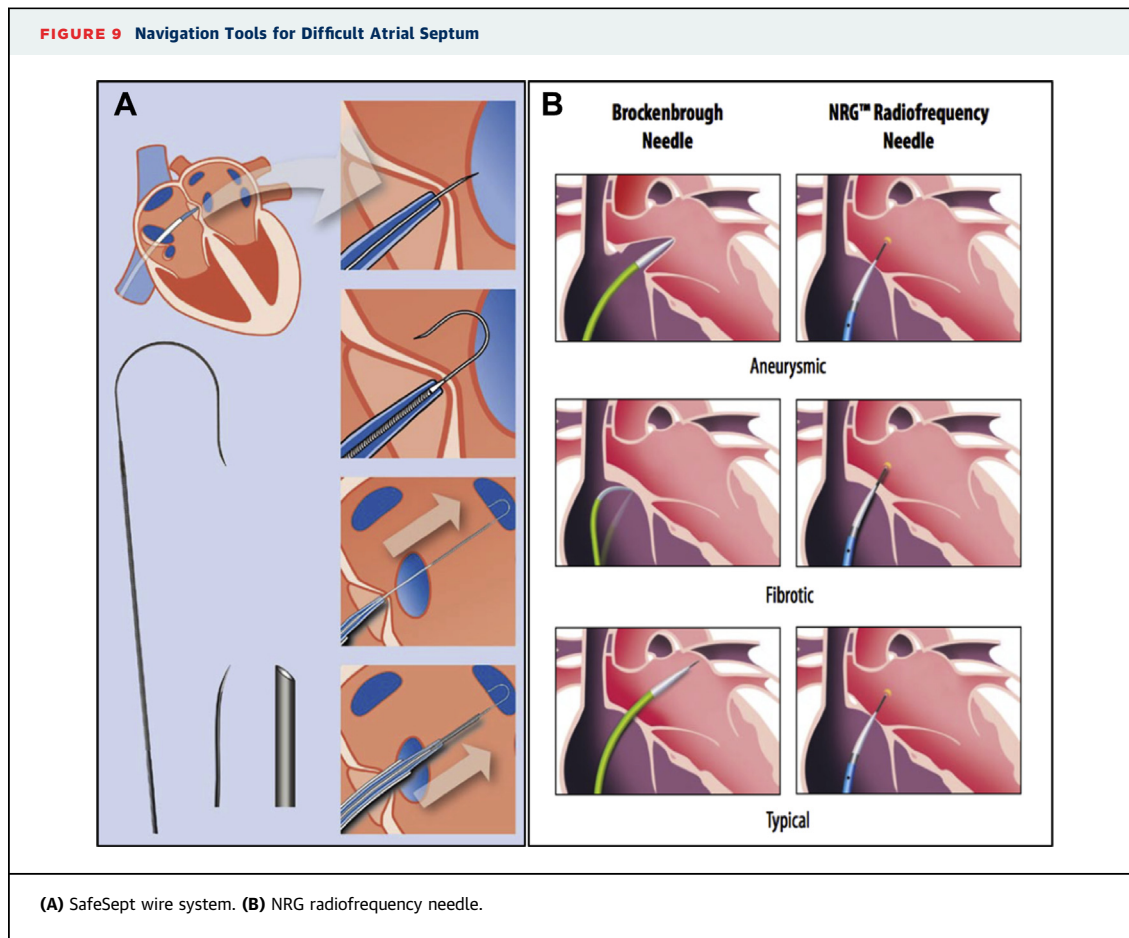 FIGURE 9 Navigation Tools for Difficult Atrial Septum
A
B
Brockenbrough
Needle
NRG™ Radiofrequency
Needle
Aneurysmic
Fibrotic
Typical
(A) SafeSept wire system. (B) NRG radiofrequency needle.